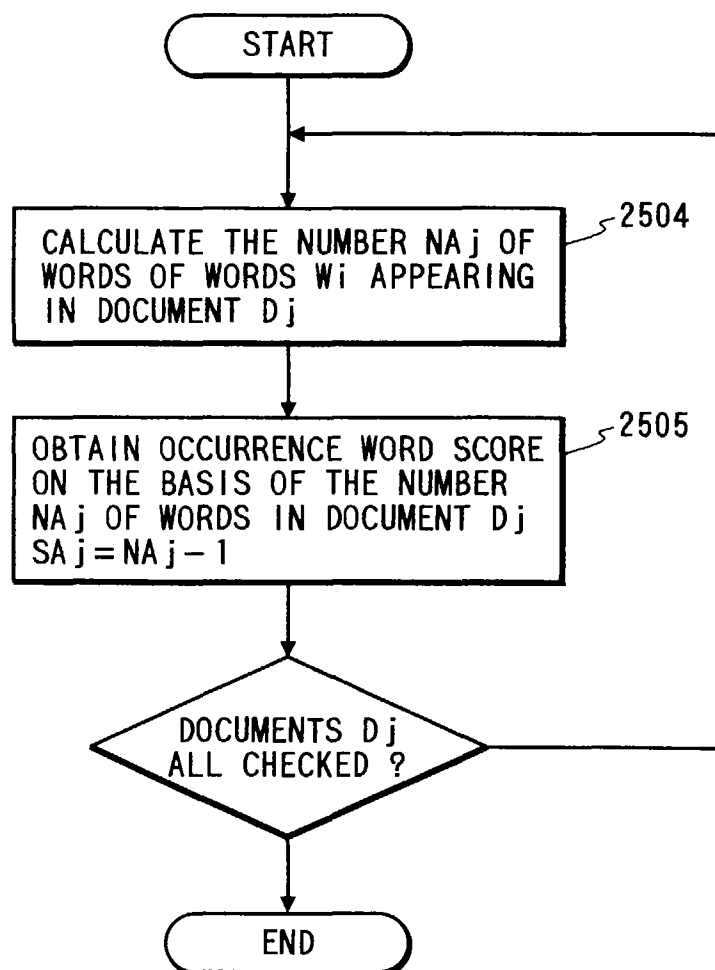 START
2504
CALCULATE THE NUMBER NAj OF
WORDS OF WORDS Wi APPEARING
IN DOCUMENT Dj
2505
OBTAIN OCCURRENCE WORD SCORE
ON THE BASIS OF THE NUMBER
NAj OF WORDS IN DOCUMENT Dj
SAj=NAj-1
DOCUMENTS Dj
ALL CHECKED ?
END